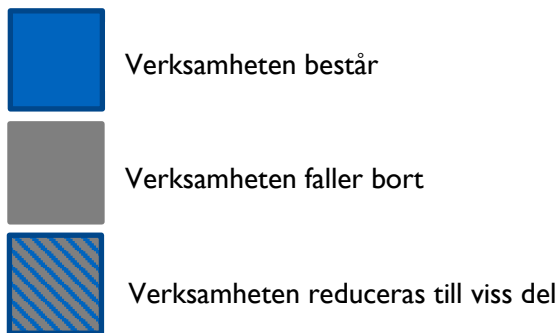 Verksamheten består
Verksamheten faller bort
Verksamheten reduceras till viss del